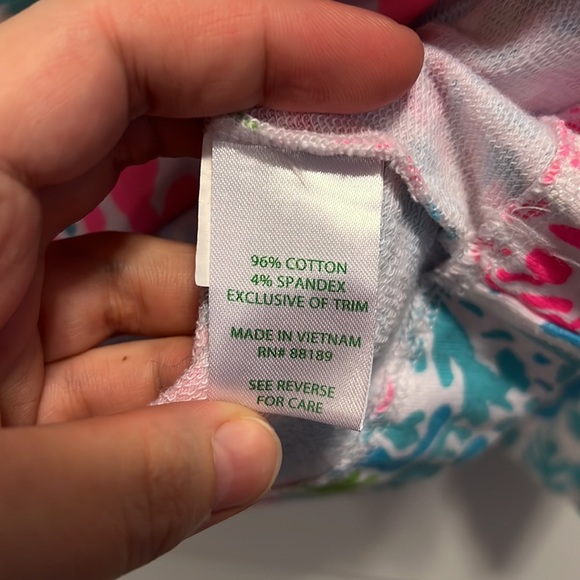 96% COTTON
4% SPANDEX
EXCLUSIVE OF TRIM
MADE IN VIETNAM
RN# 88189
SEE REVERSE
FOR CARE